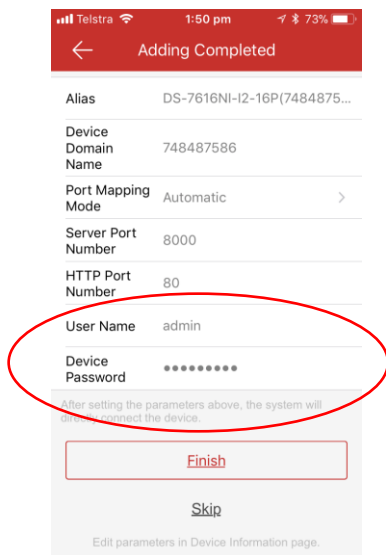 Telstra 1:50 pm 73%
Adding Completed
Alias DS-7616NI-I2-16P(7484875...
Device
Domain
Name
748487586
Port Mapping
Mode
Automatic
Server Port
Number
8000
HTTP Port
Number
80
User Name admin
Device
Password
•••••••••
After setting the parameters above, the system will
directly connect the device.
Finish
Skip
Edit parameters in Device Information page.